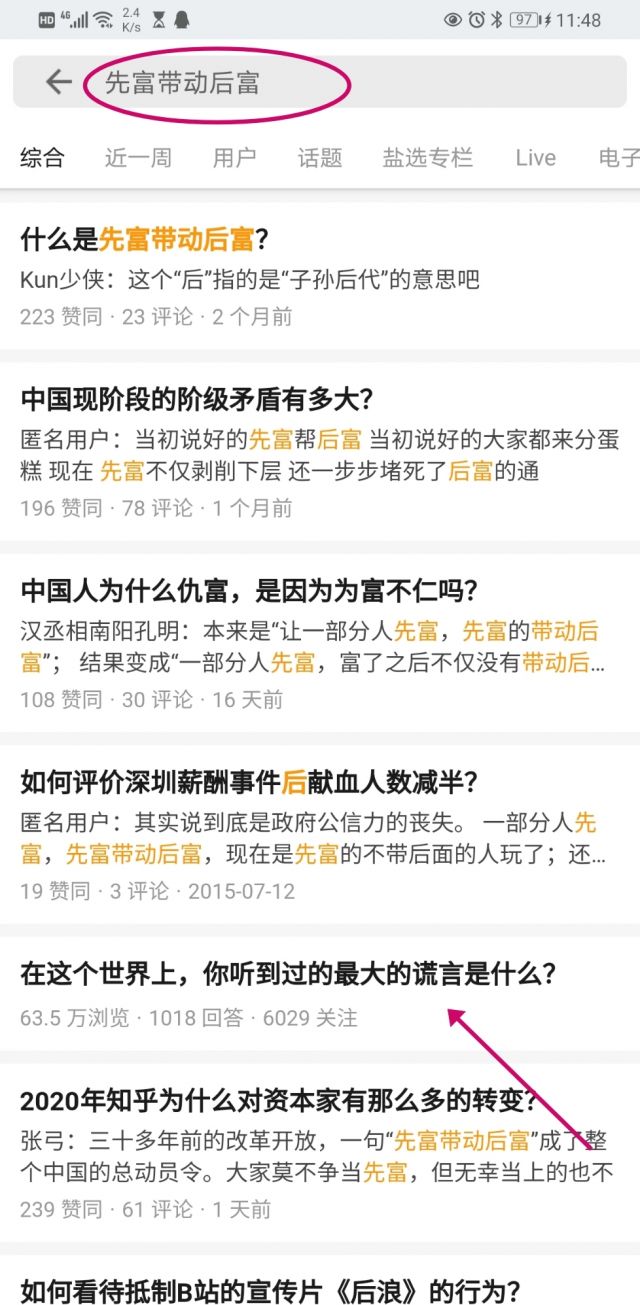 HD 4G 2.4 K/s 97 11:48
先富带动后富
综合 近一周 用户 话题 盐选专栏 Live 电子
什么是先富带动后富？
Kun少侠：这个“后”指的是“子孙后代”的意思吧
223 赞同 · 23 评论 · 2 个月前
中国现阶段的阶级矛盾有多大？
匿名用户：当初说好的先富帮后富 当初说好的大家都来分蛋
糕 现在 先富不仅剥削下层 还一步步堵死了后富的通
196 赞同 · 78 评论 · 1 个月前
中国人为什么仇富，是因为为富不仁吗？
汉丞相南阳孔明：本来是“让一部分人先富，先富的带动后
富”； 结果变成“一部分人先富，富了之后不仅没有带动后...
108 赞同 · 30 评论 · 16 天前
如何评价深圳薪酬事件后献血人数减半？
匿名用户：其实说到底是政府公信力的丧失。 一部分人先
富，先富带动后富，现在是先富的不带后面的人玩了；还...
19 赞同 · 3 评论 · 2015-07-12
在这个世界上，你听到过的最大的谎言是什么？
63.5 万浏览 · 1018 回答 · 6029 关注
2020年知乎为什么对资本家有那么多的转变？
张弓：三十多年前的改革开放，一句“先富带动后富”成了整
个中国的总动员令。大家莫不争当先富，但无幸当上的也不
239 赞同 · 61 评论 · 1 天前
如何看待抵制B站的宣传片《后浪》的行为？